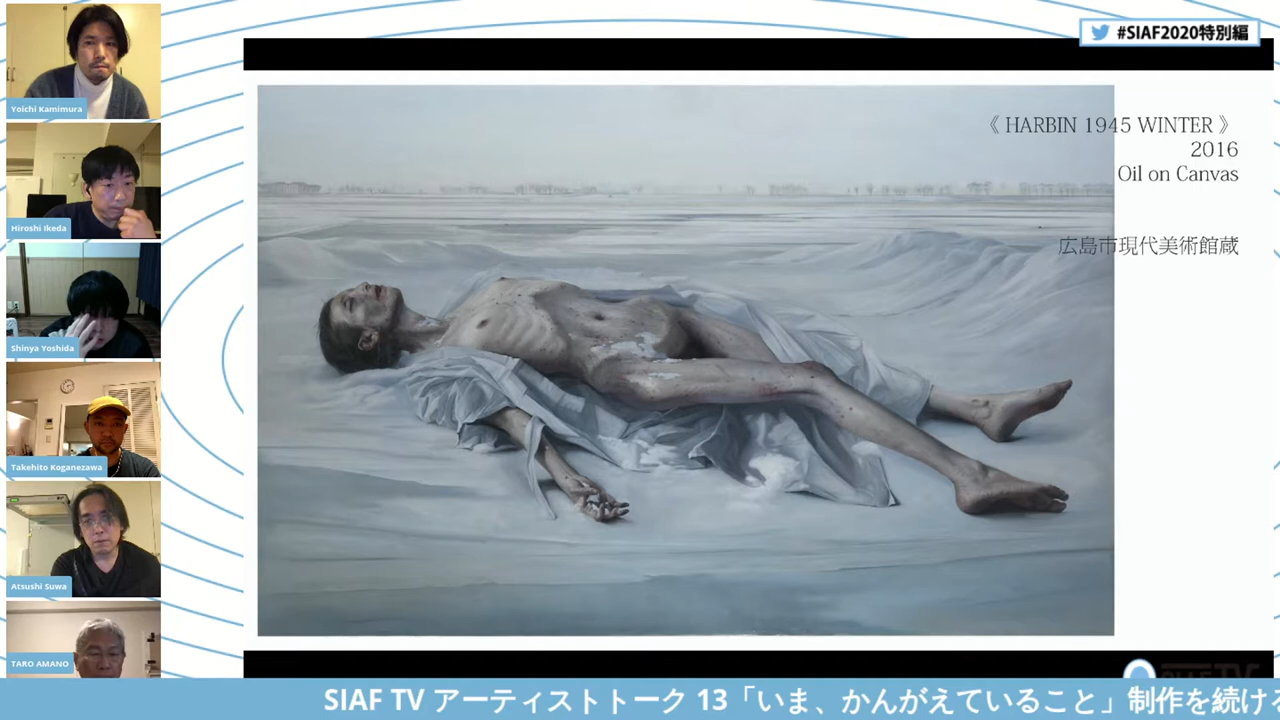 #SIAF2020特別編
Yoichi Kamimura
Hiroshi Ikeda
Shinya Yoshida
Takehito Koganezawa
Atsushi Suwa
TARO AMANO
《 HARBIN 1945 WINTER 》
2016
Oil on Canvas
広島市現代美術館蔵
SIAF TV
SIAF TV アーティストトーク 13「いま、かんがえていること」制作を続ける